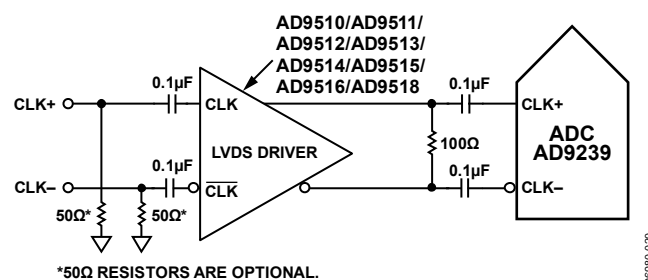 AD9510/AD9511/
AD9512/AD9513/
AD9514/AD9515/
AD9516/AD9518
0.1µF
0.1µF
CLK+
CLK
CLK+
ADC
AD9239
LVDS DRIVER
100Ω
0.1µF
0.1µF
CLK–
CLK
CLK–
50Ω*
50Ω*
*50Ω RESISTORS ARE OPTIONAL.